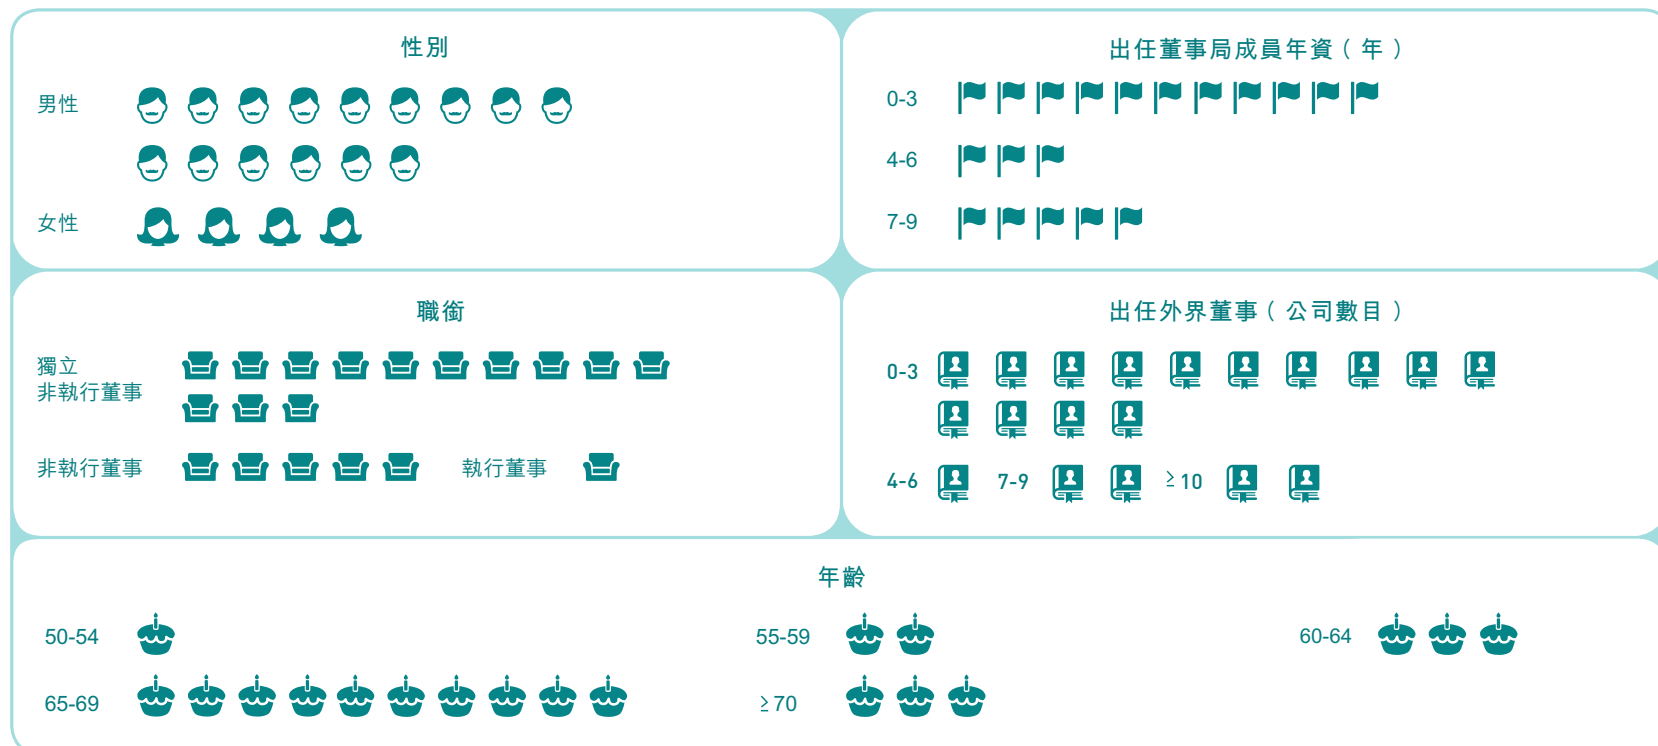 性別
男性
女性
出任董事局成員年資（年）
0-3
4-6
7-9
職銜
獨立
非執行董事
非執行董事
執行董事
出任外界董事（公司數目）
0-3
4-6
7-9
≥10
年齡
50-54
55-59
60-64
65-69
≥70